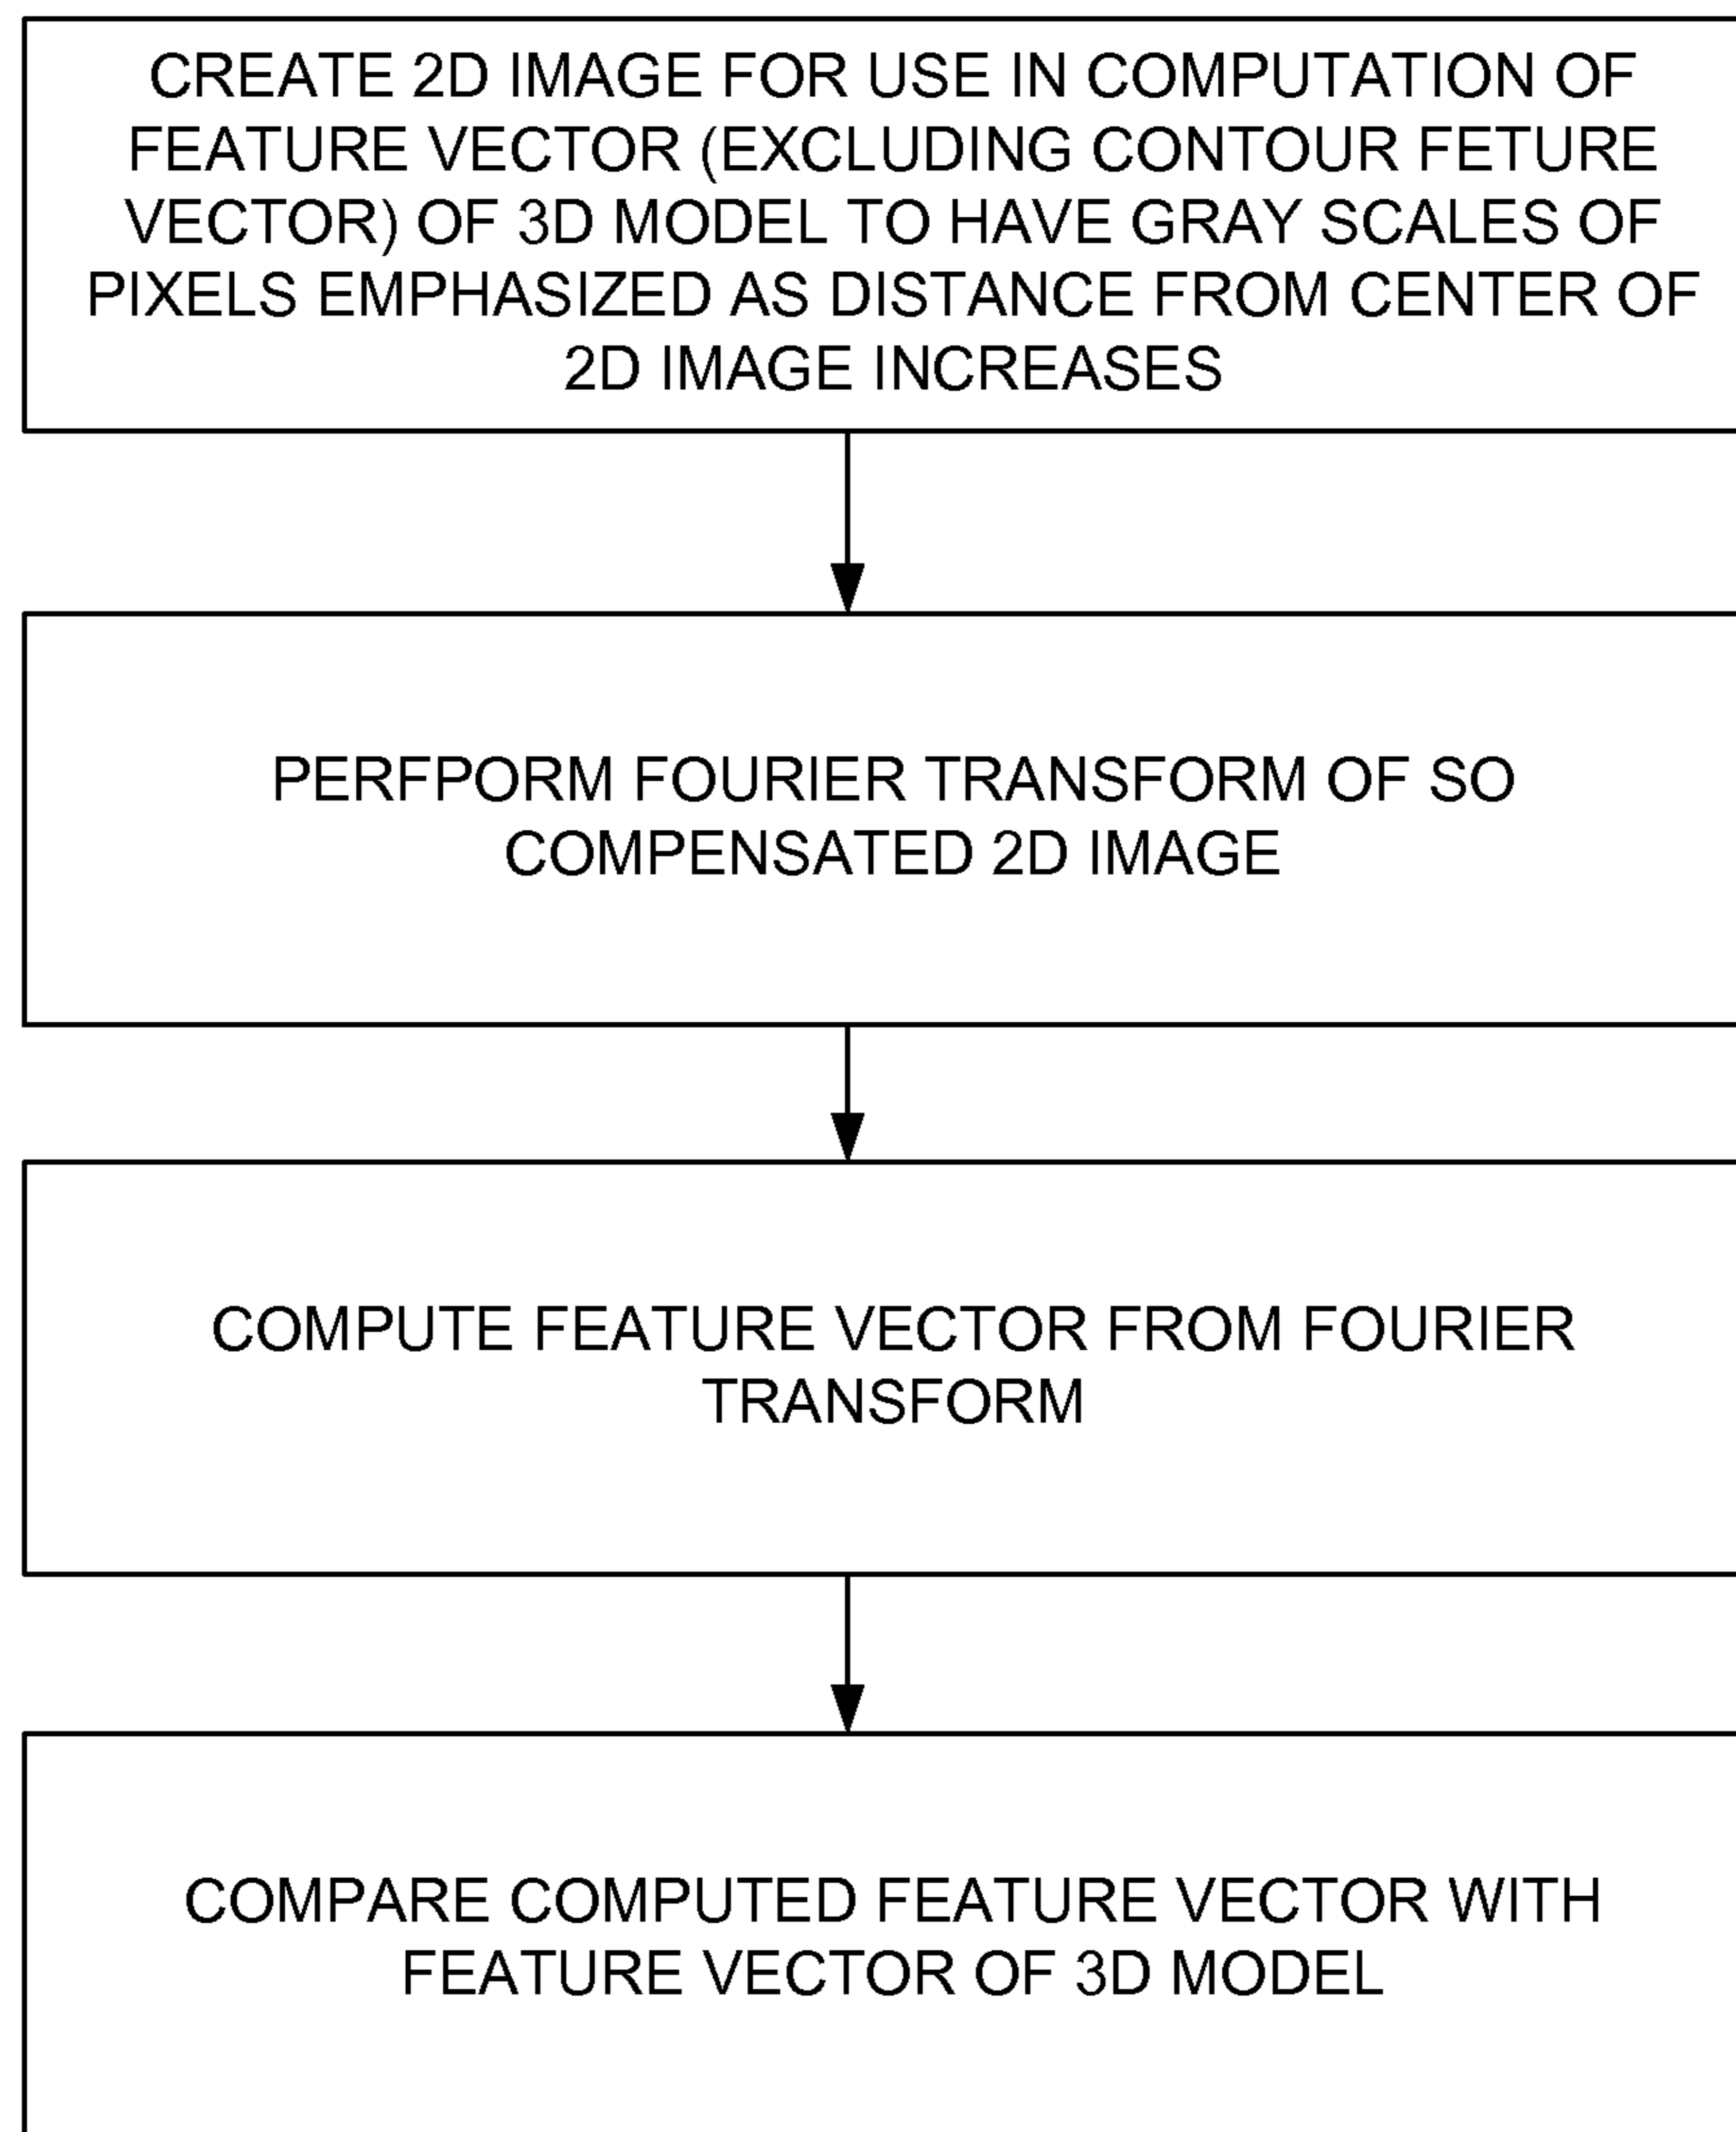 CREATE 2D IMAGE FOR USE IN COMPUTATION OF
FEATURE VECTOR (EXCLUDING CONTOUR FETURE
VECTOR) OF 3D MODEL TO HAVE GRAY SCALES OF
PIXELS EMPHASIZED AS DISTANCE FROM CENTER OF
2D IMAGE INCREASES
PERFPORM FOURIER TRANSFORM OF SO
COMPENSATED 2D IMAGE
COMPUTE FEATURE VECTOR FROM FOURIER
TRANSFORM
COMPARE COMPUTED FEATURE VECTOR WITH
FEATURE VECTOR OF 3D MODEL